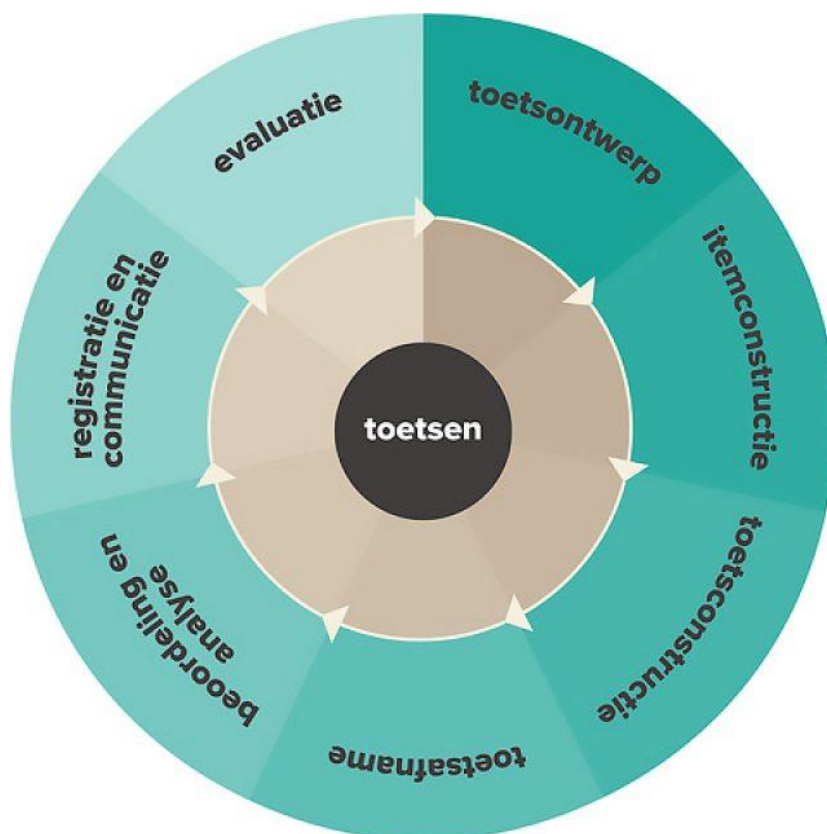 toetsontwerp
itemconstructie
toetsconstructie
toetsafname
beoordeling en
analyse
registratie en
communicatie
evaluatie
toetsen